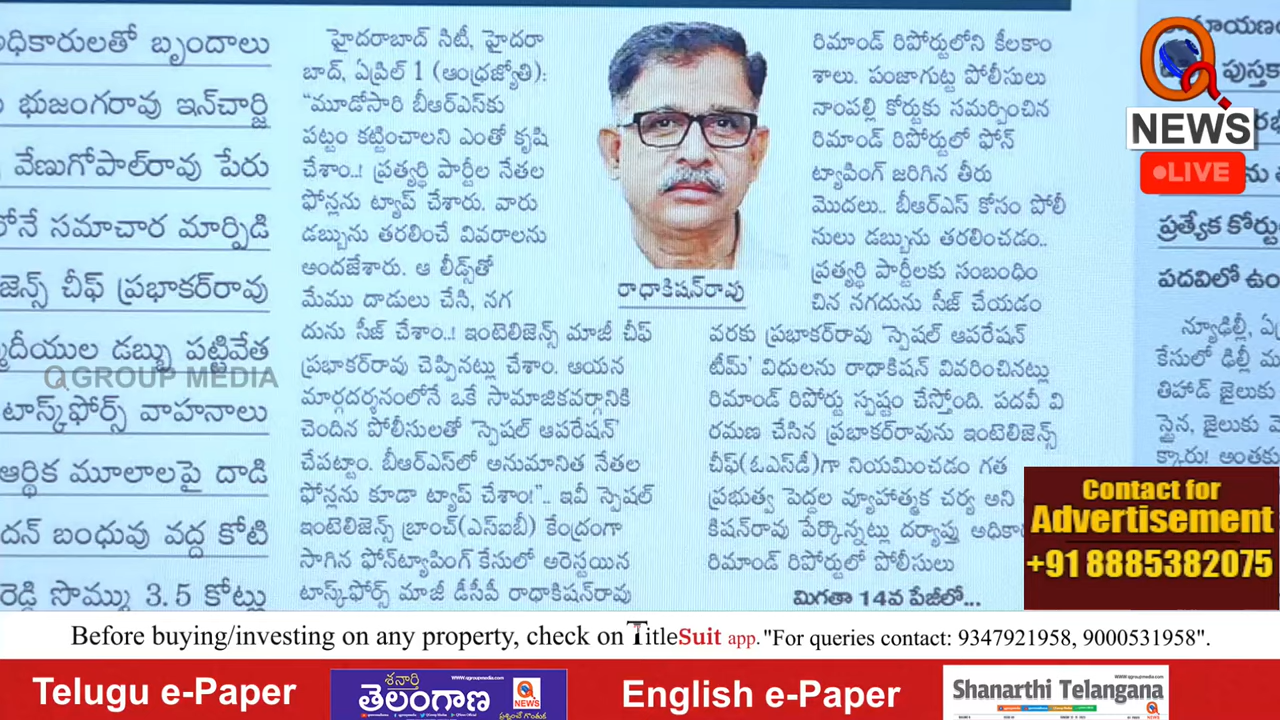 ధికారులతో బృందాలు
భుజంగరావు ఇన్‌చార్జి
వేణుగోపాల్‌రావు పేరు
లోనే సమాచార మార్పిడి
జెన్స్ చీఫ్ ప్రభాకర్‌రావు
్మదీయుల డబ్బు పట్టివేత
టాస్క్‌ఫోర్స్ వాహనాలు
ఆర్థిక మూలాలపై దాడి
దన్ బంధువు వద్ద కోటి
రెడ్డి సొమ్ము 3.5 కోట్లు
GROUP MEDIA
హైదరాబాద్ సిటీ, హైదరా
బాద్, ఏప్రిల్ 1 (ఆంధ్రజ్యోతి):
“మూడోసారి బీఆర్ఎస్‌కు
పట్టం కట్టించాలని ఎంతో కృషి
చేశాం..! ప్రత్యర్థి పార్టీల నేతల
ఫోన్లను ట్యాప్ చేశారు. వారు
డబ్బును తరలించే వివరాలను
అందజేశారు. ఆ లీడ్స్‌తో
మేము దాడులు చేసి, నగ
దును సీజ్ చేశాం..! ఇంటెలిజెన్స్ మాజీ చీఫ్
ప్రభాకర్‌రావు చెప్పినట్లు చేశాం. ఆయన
మార్గదర్శనంలోనే ఒకే సామాజికవర్గానికి
చెందిన పోలీసులతో ‘స్పెషల్ ఆపరేషన్’
చేపట్టాం. బీఆర్ఎస్‌లో అనుమానిత నేతల
ఫోన్లను కూడా ట్యాప్ చేశాం!”.. ఇవీ స్పెషల్
ఇంటెలిజెన్స్ బ్రాంచ్(ఎస్ఐబీ) కేంద్రంగా
సాగిన ఫోన్‌ట్యాపింగ్ కేసులో అరెస్టయిన
టాస్క్‌ఫోర్స్ మాజీ డీసీపీ రాధాకిషన్‌రావు
రాధాకిషన్‌రావు
రిమాండ్ రిపోర్టులోని కీలకాం
శాలు. పంజాగుట్ట పోలీసులు
నాంపల్లి కోర్టుకు సమర్పించిన
రిమాండ్ రిపోర్టులో ఫోన్
ట్యాపింగ్ జరిగిన తీరు
మొదలు.. బీఆర్ఎస్ కోసం పోలీ
సులు డబ్బును తరలించడం..
ప్రత్యర్థి పార్టీలకు సంబంధిం
చిన నగదును సీజ్ చేయడం
వరకు ప్రభాకర్‌రావు ‘స్పెషల్ ఆపరేషన్
టీమ్’ విధులను రాధాకిషన్ వివరించినట్లు
రిమాండ్ రిపోర్టు స్పష్టం చేస్తోంది. పదవీ వి
రమణ చేసిన ప్రభాకర్‌రావును ఇంటెలిజెన్స్
చీఫ్(ఓఎస్‌డీ)గా నియమించడం గత
ప్రభుత్వ పెద్దల వ్యూహాత్మక చర్య అని
కిషన్‌రావు పేర్కొన్నట్లు దర్యాప్తు అధికా
రిమాండ్ రిపోర్టులో పోలీసులు
మిగతా 14వ పేజీలో...
పుస్తకా
ను త
ప్రత్యేక కోర్టు
పదవిలో ఉం
న్యూఢిల్లీ, ఏ
కేసులో ఢిల్లీ ము
తిహాడ్ జైలుకు
స్టైన, జైలుకు వె
క్కారు! అంతకు
Q
NEWS
LIVE
Contact for
Advertisement
+91 8885382075
Before buying/investing on any property, check on TitleSuit app. "For queries contact: 9347921958, 9000531958".
Telugu e-Paper
శనార్తి
తెలంగాణ
NEWS
English e-Paper
Shanarthi Telangana